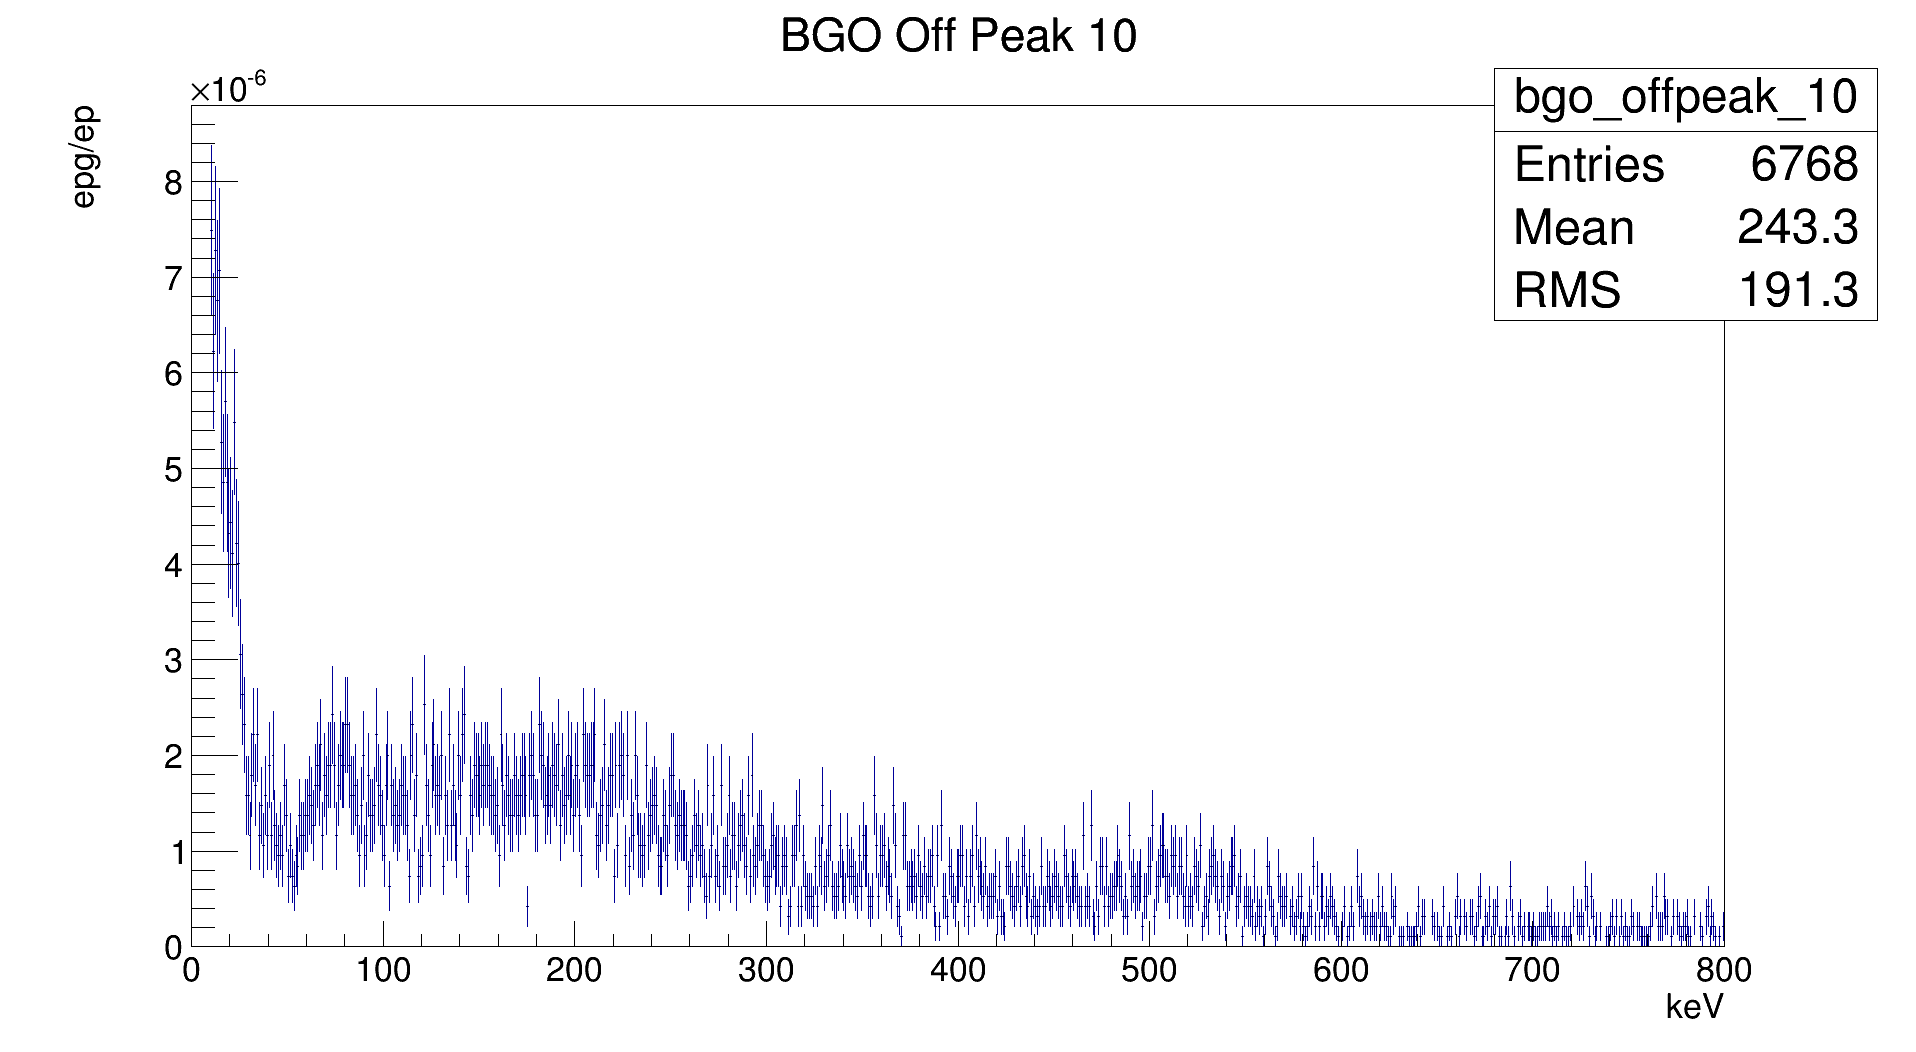 BGO Off Peak 10
×10-6
epg/ep
bgo_offpeak_10
Entries 6768
Mean 243.3
RMS 191.3
8
7
6
5
4
3
2
1
0
0 100 200 300 400 500 600 700 800
keV